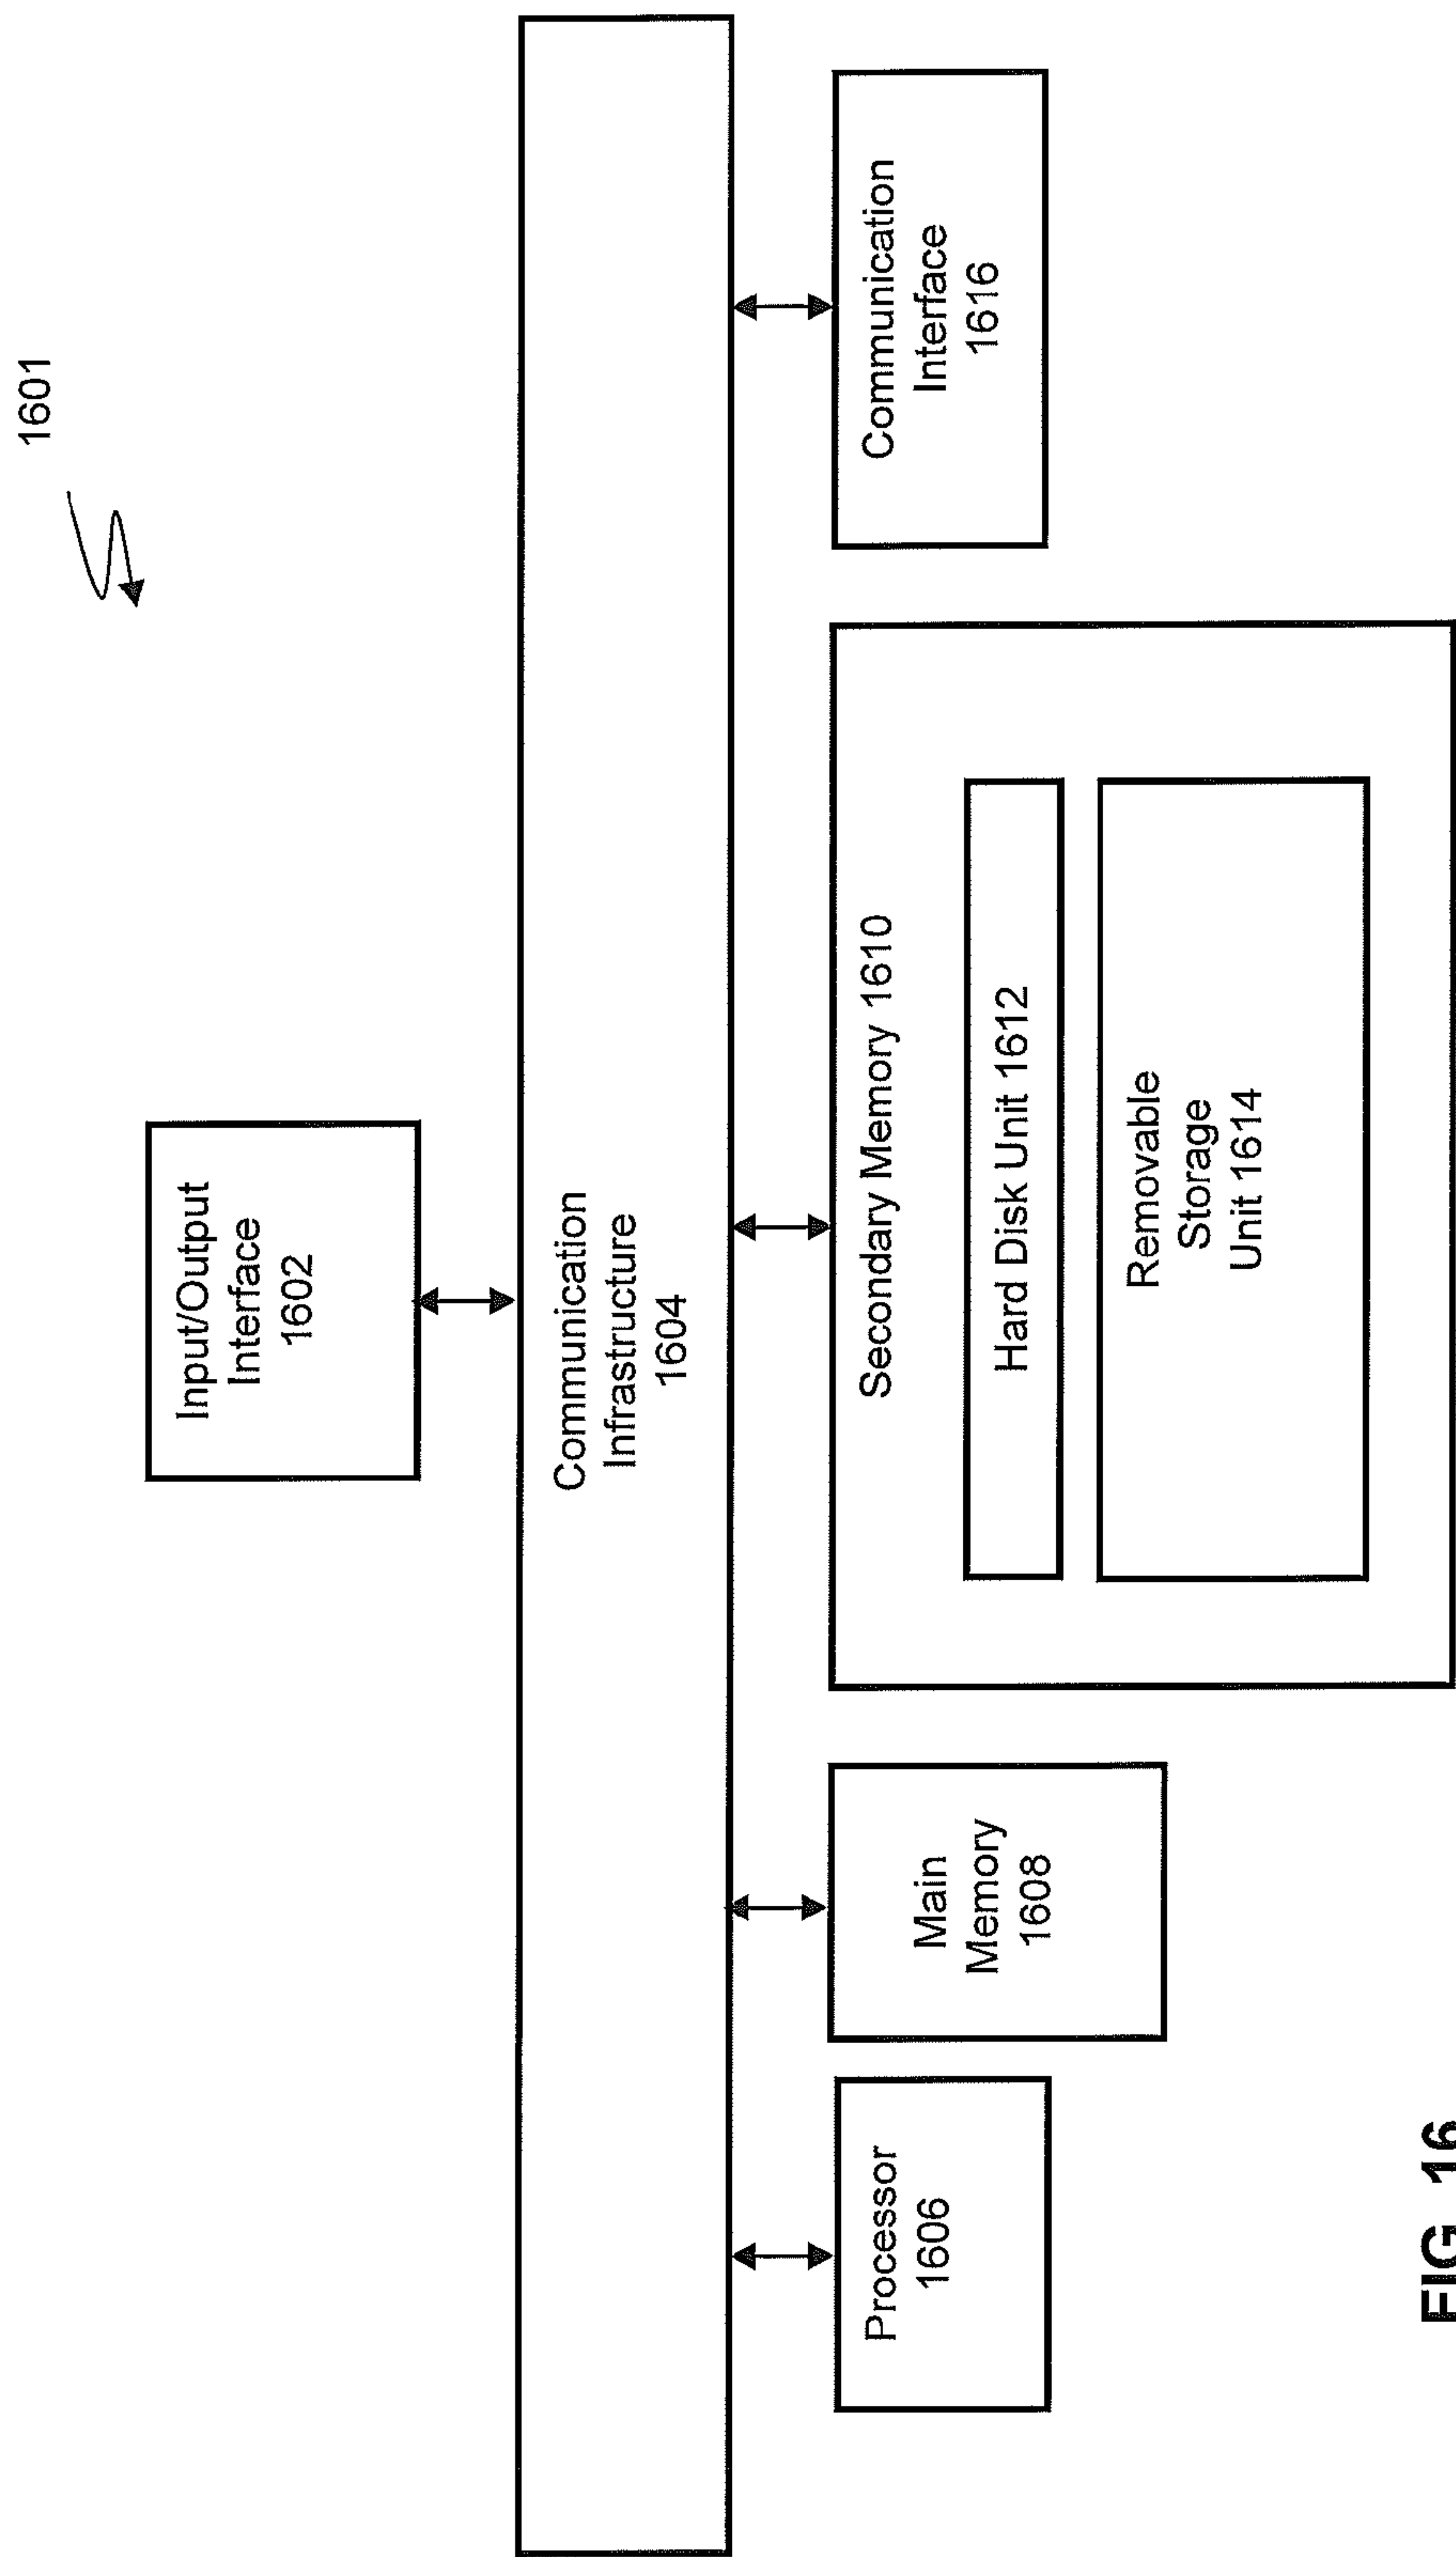 1601
Input/Output
Interface
1602
Communication
Infrastructure
1604
Processor
1606
Main
Memory
1608
Secondary Memory 1610
Hard Disk Unit 1612
Removable
Storage
Unit 1614
Communication
Interface
1616
FIG. 16